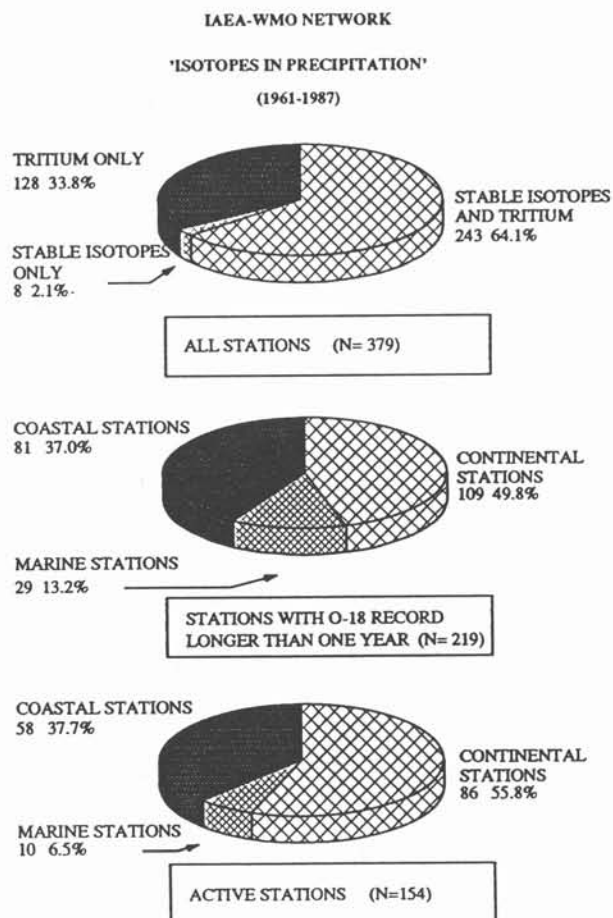 IAEA-WMO NETWORK
'ISOTOPES IN PRECIPITATION'
(1961-1987)
TRITIUM ONLY
128 33.8%
STABLE ISOTOPES
AND TRITIUM
243 64.1%
STABLE ISOTOPES
ONLY
8 2.1%
ALL STATIONS (N= 379)
COASTAL STATIONS
81 37.0%
CONTINENTAL
STATIONS
109 49.8%
MARINE STATIONS
29 13.2%
STATIONS WITH O-18 RECORD
LONGER THAN ONE YEAR (N= 219)
COASTAL STATIONS
58 37.7%
CONTINENTAL
STATIONS
86 55.8%
MARINE STATIONS
10 6.5%
ACTIVE STATIONS (N=154)